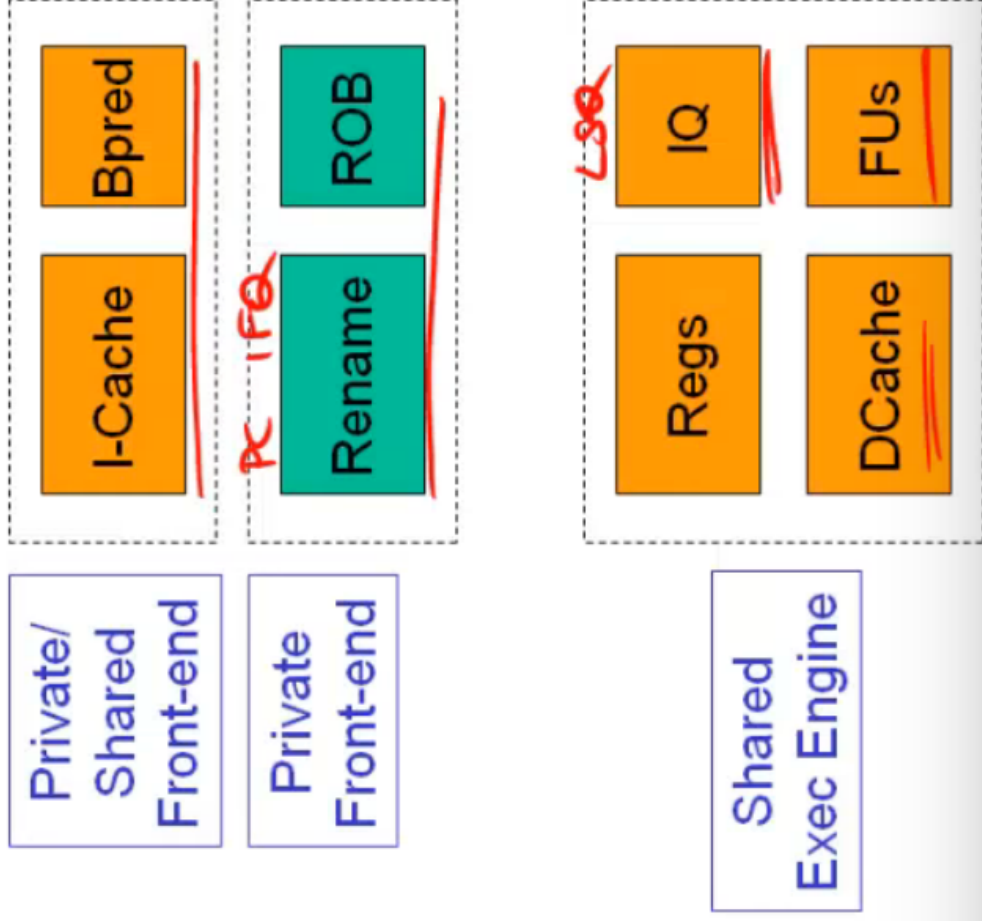 Private/
Shared
Front-end
I-Cache
Bpred
Private
Front-end
PC IFQ
Rename
ROB
Shared
Exec Engine
LSQ
Regs
IQ
DCache
FUs